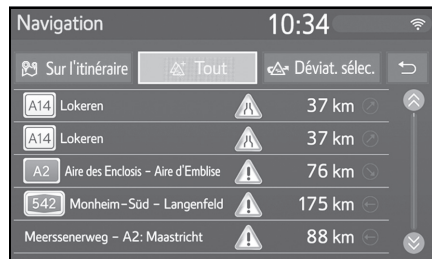 Navigation 10:34
Sur l'itinéraire Tout Déviat. sélec.
A14 Lokeren 37 km
A14 Lokeren 37 km
A2 Aire des Enclosis - Aire d'Emblise 76 km
542 Monheim-Süd - Langenfeld 175 km
Meerssenerweg - A2: Maastricht 88 km